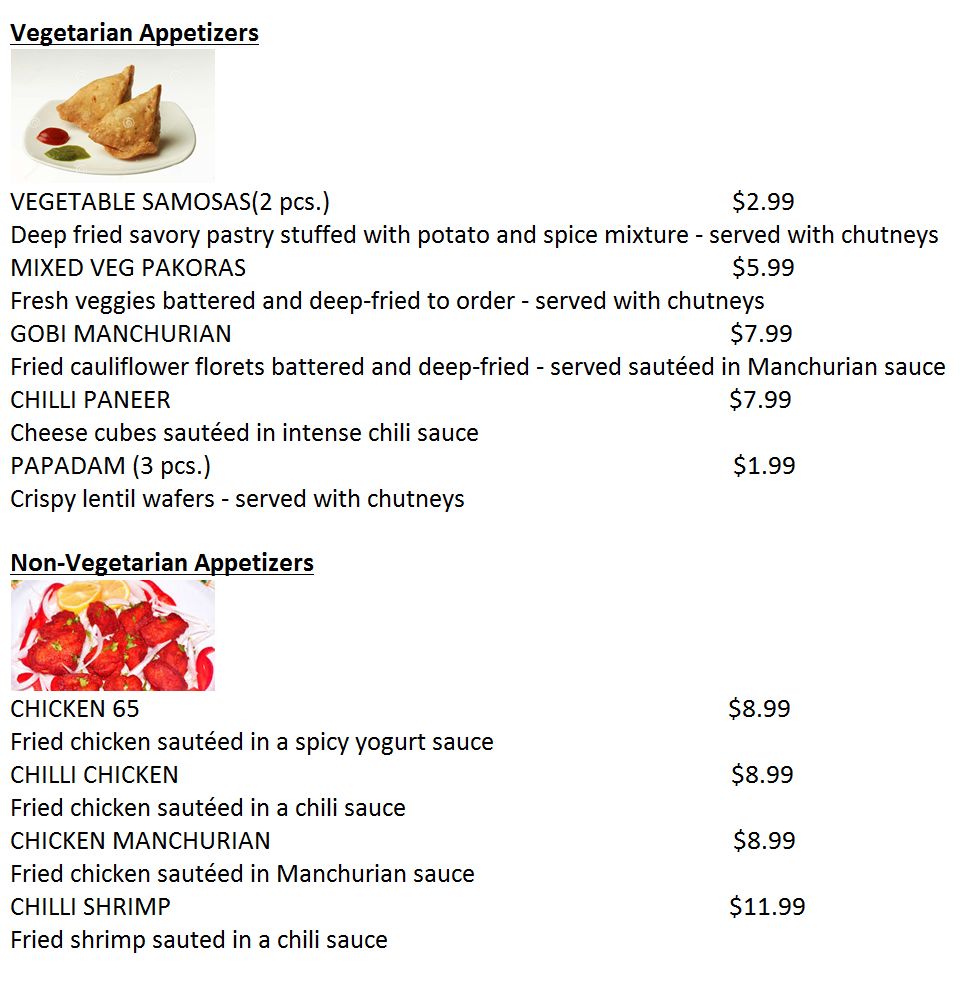 Vegetarian Appetizers
VEGETABLE SAMOSAS(2 pcs.) $2.99
Deep fried savory pastry stuffed with potato and spice mixture - served with chutneys
MIXED VEG PAKORAS $5.99
Fresh veggies battered and deep-fried to order - served with chutneys
GOBI MANCHURIAN $7.99
Fried cauliflower florets battered and deep-fried - served sautéed in Manchurian sauce
CHILLI PANEER $7.99
Cheese cubes sautéed in intense chili sauce
PAPADAM (3 pcs.) $1.99
Crispy lentil wafers - served with chutneys
Non-Vegetarian Appetizers
CHICKEN 65 $8.99
Fried chicken sautéed in a spicy yogurt sauce
CHILLI CHICKEN $8.99
Fried chicken sautéed in a chili sauce
CHICKEN MANCHURIAN $8.99
Fried chicken sautéed in Manchurian sauce
CHILLI SHRIMP $11.99
Fried shrimp sauted in a chili sauce